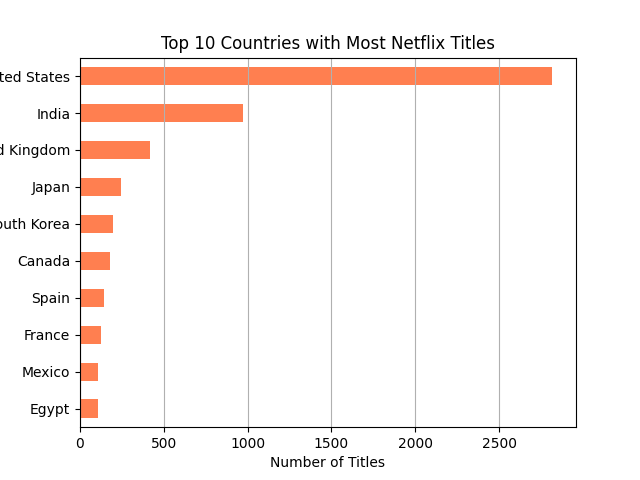 Top 10 Countries with Most Netflix Titles
ted States
India
d Kingdom
Japan
outh Korea
Canada
Spain
France
Mexico
Egypt
0 500 1000 1500 2000 2500
Number of Titles